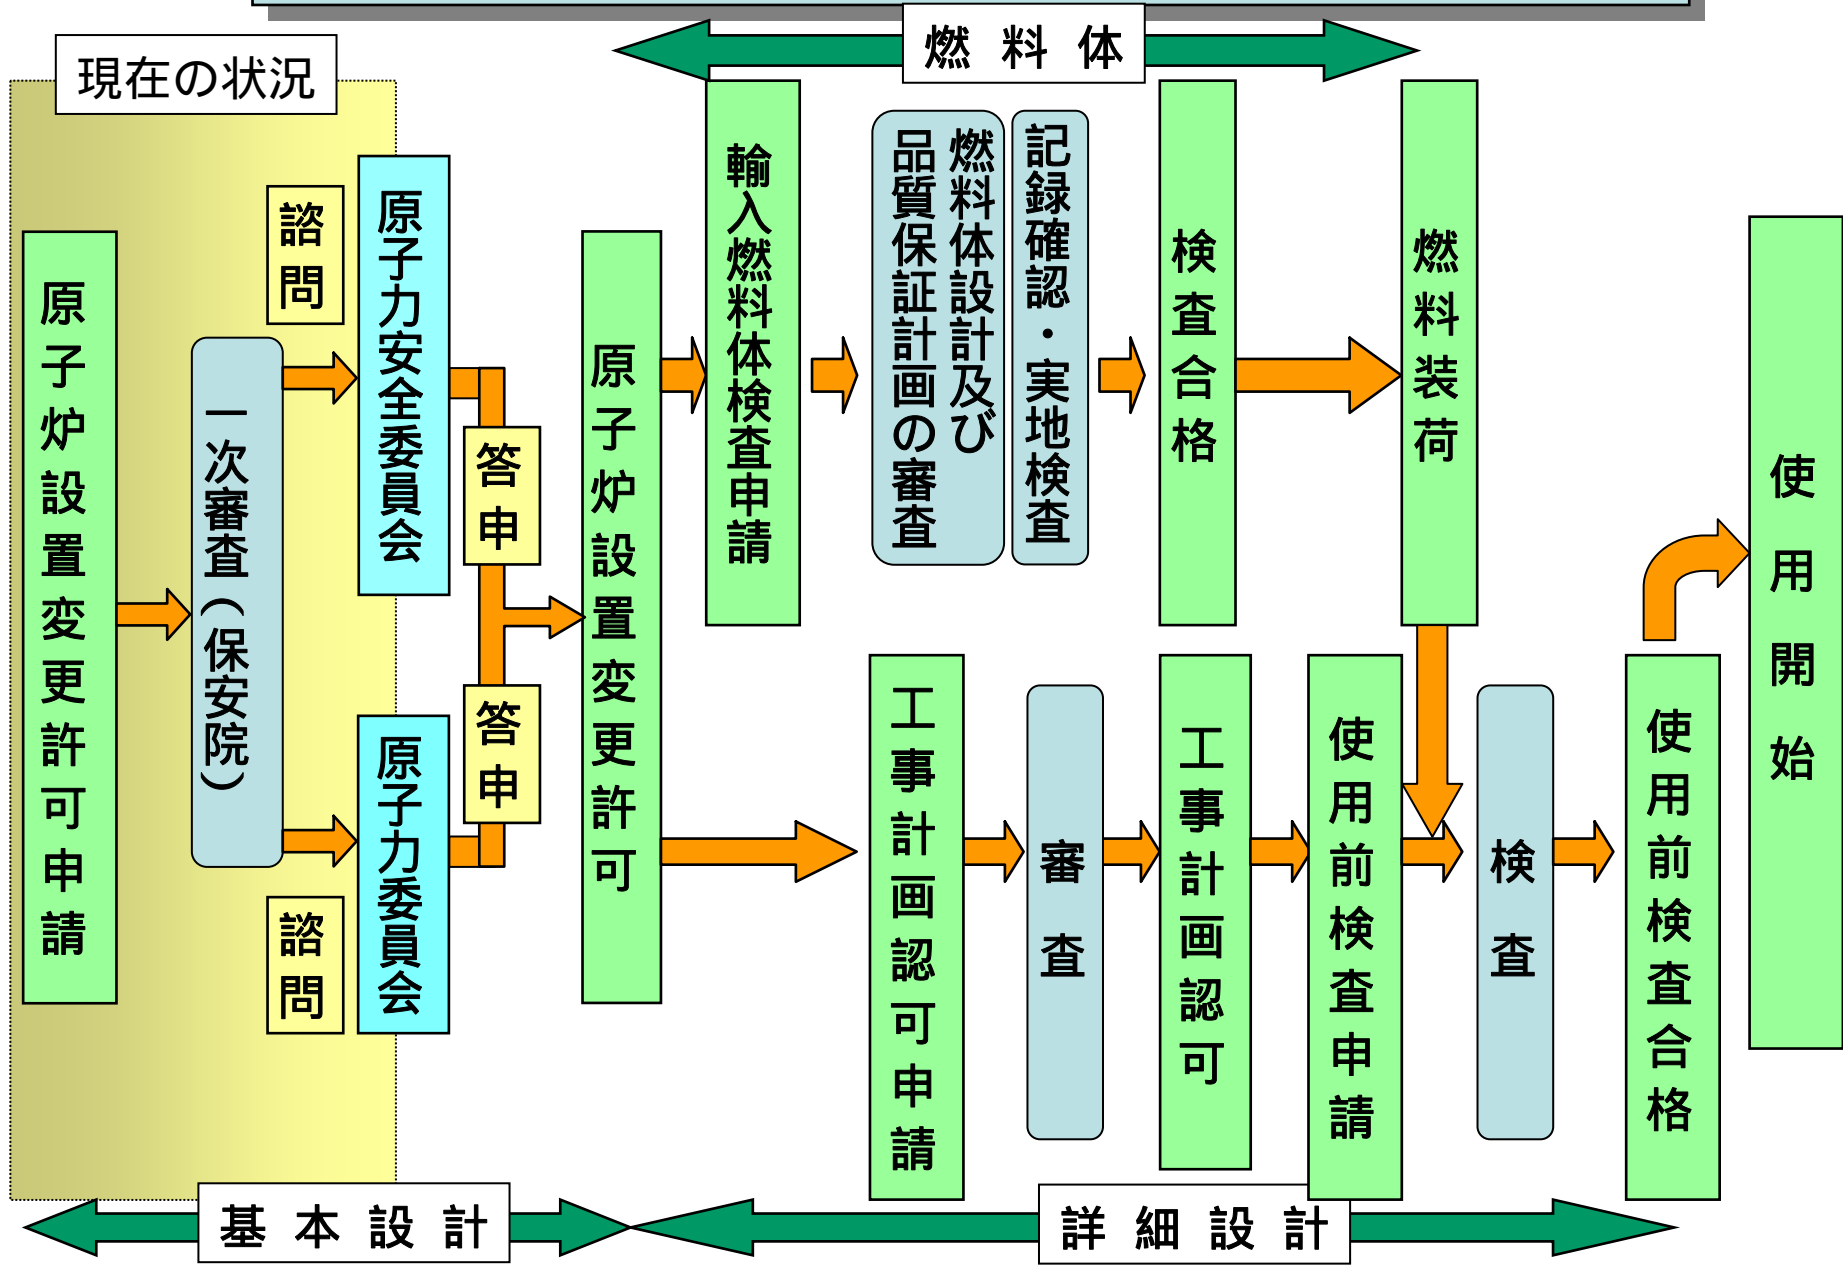 燃料体
現在の状況
原子炉設置変更許可申請
一次審査(保安院)
諮問
原子力安全委員会
答申
諮問
原子力委員会
答申
原子炉設置変更許可
輸入燃料体検査申請
燃料体設計及び
品質保証計画の審査
記録確認・実地検査
検査合格
燃料装荷
工事計画認可申請
審査
工事計画認可
使用前検査申請
検査
使用前検査合格
使用開始
基本設計
詳細設計